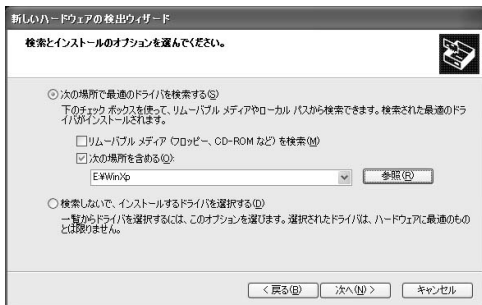 新しいハードウェアの検出ウィザード
検索とインストールのオプションを選んでください。
次の場所で最適のドライバを検索する(S)
下のチェック ボックスを使って、リムーバブル メディアやローカル パスから検索できます。検索された最適のドラ
イバがインストールされます。
リムーバブル メディア (フロッピー、CD-ROM など) を検索(M)
次の場所を含める(O):
E:¥WinXp
参照(R)
検索しないで、インストールするドライバを選択する(D)
一覧からドライバを選択するには、このオプションを選びます。選択されたドライバは、ハードウェアに最適のもの
とは限りません。
< 戻る(B)
次へ(N) >
キャンセル